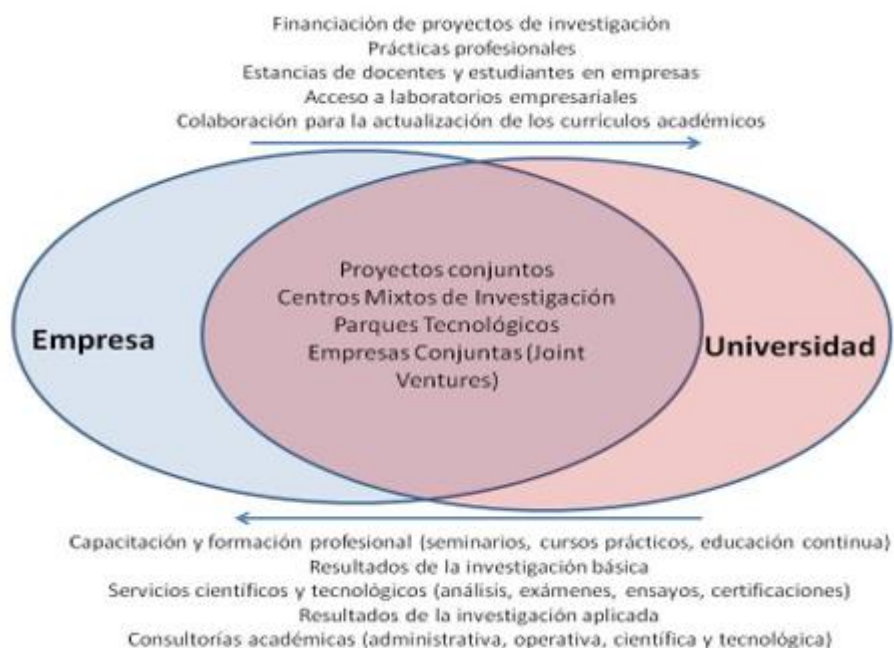 Financiación de proyectos de investigación
Prácticas profesionales
Estancias de docentes y estudiantes en empresas
Acceso a laboratorios empresariales
Colaboración para la actualización de los currículos académicos
Proyectos conjuntos
Centros Mixtos de Investigación
Parques Tecnológicos
Empresas Conjuntas (Joint
Ventures)
Empresa
Universidad
Capacitación y formación profesional (seminarios, cursos prácticos, educación continua)
Resultados de la investigación básica
Servicios científicos y tecnológicos (análisis, exámenes, ensayos, certificaciones)
Resultados de la investigación aplicada
Consultorías académicas (administrativa, operativa, científica y tecnológica)